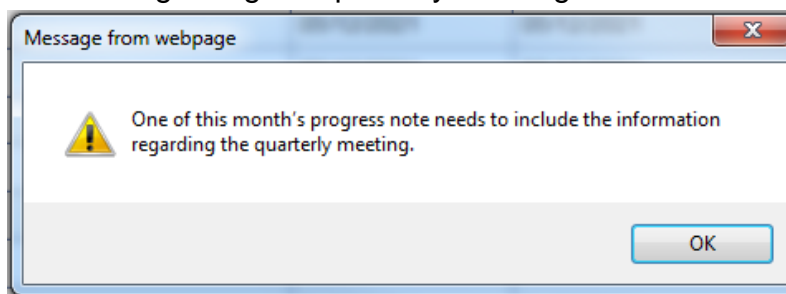 Message from webpage
One of this month's progress note needs to include the information
regarding the quarterly meeting.
OK